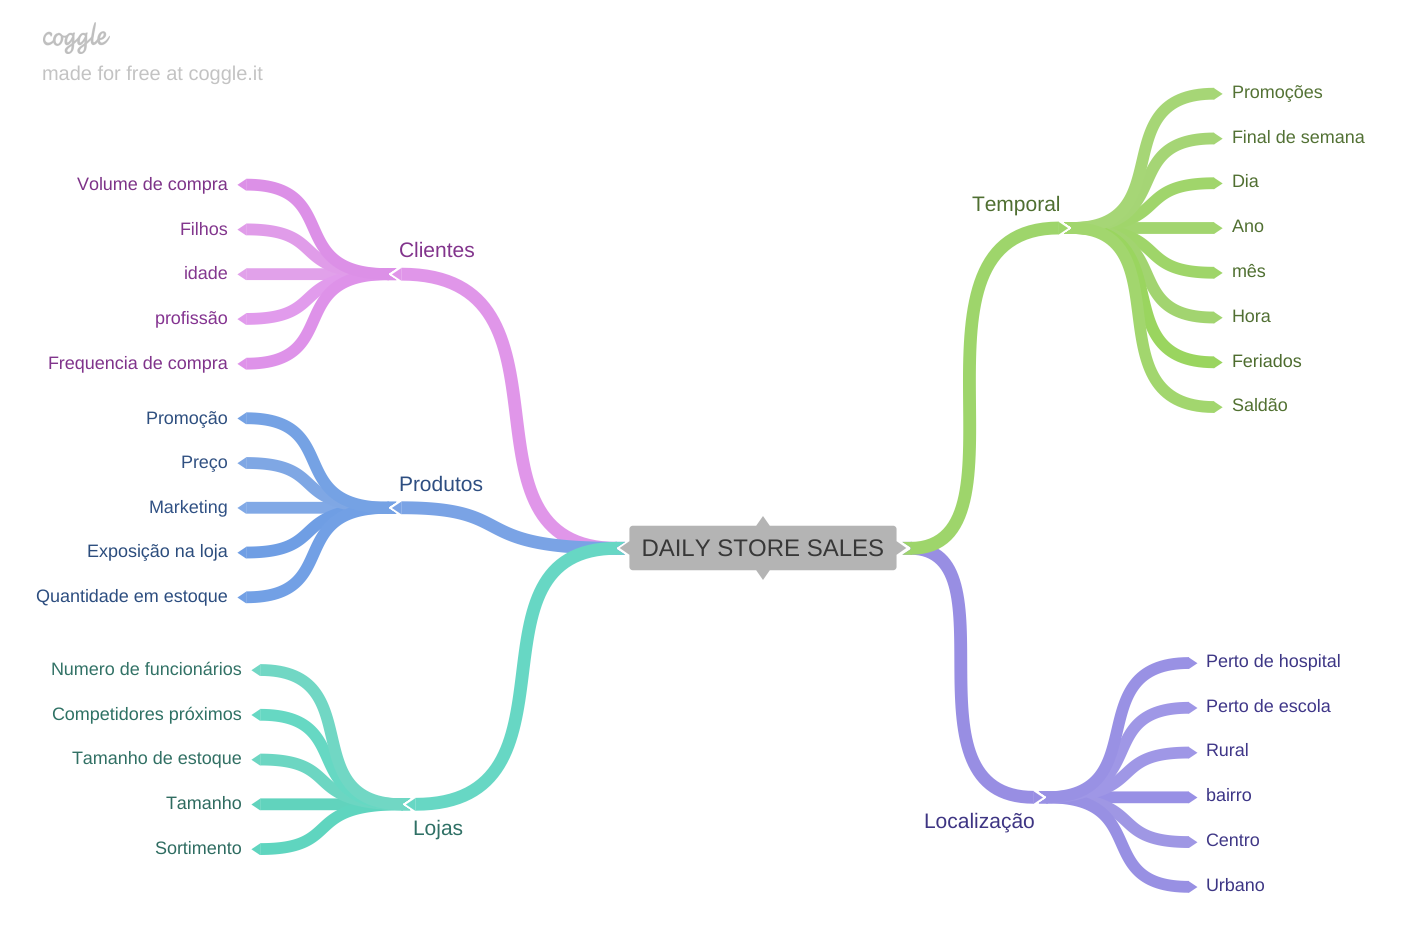 coggle
made for free at coggle.it
DAILY STORE SALES
Clientes
Volume de compra
Filhos
idade
profissão
Frequencia de compra
Produtos
Promoção
Preço
Marketing
Exposição na loja
Quantidade em estoque
Lojas
Numero de funcionários
Competidores próximos
Tamanho de estoque
Tamanho
Sortimento
Temporal
Promoções
Final de semana
Dia
Ano
mês
Hora
Feriados
Saldão
Localização
Perto de hospital
Perto de escola
Rural
bairro
Centro
Urbano